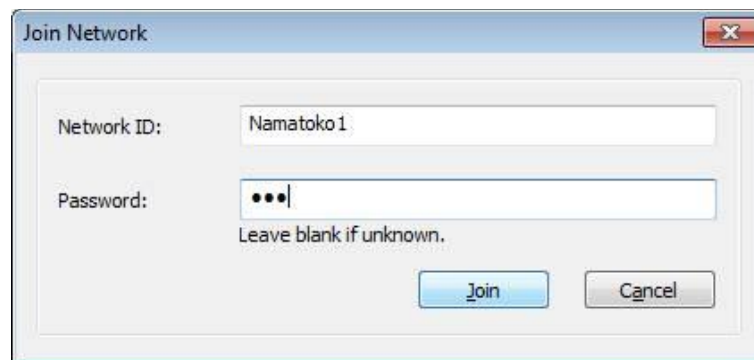 Join Network
Network ID: Namatoko1
Password: •••
Leave blank if unknown.
Join Cancel